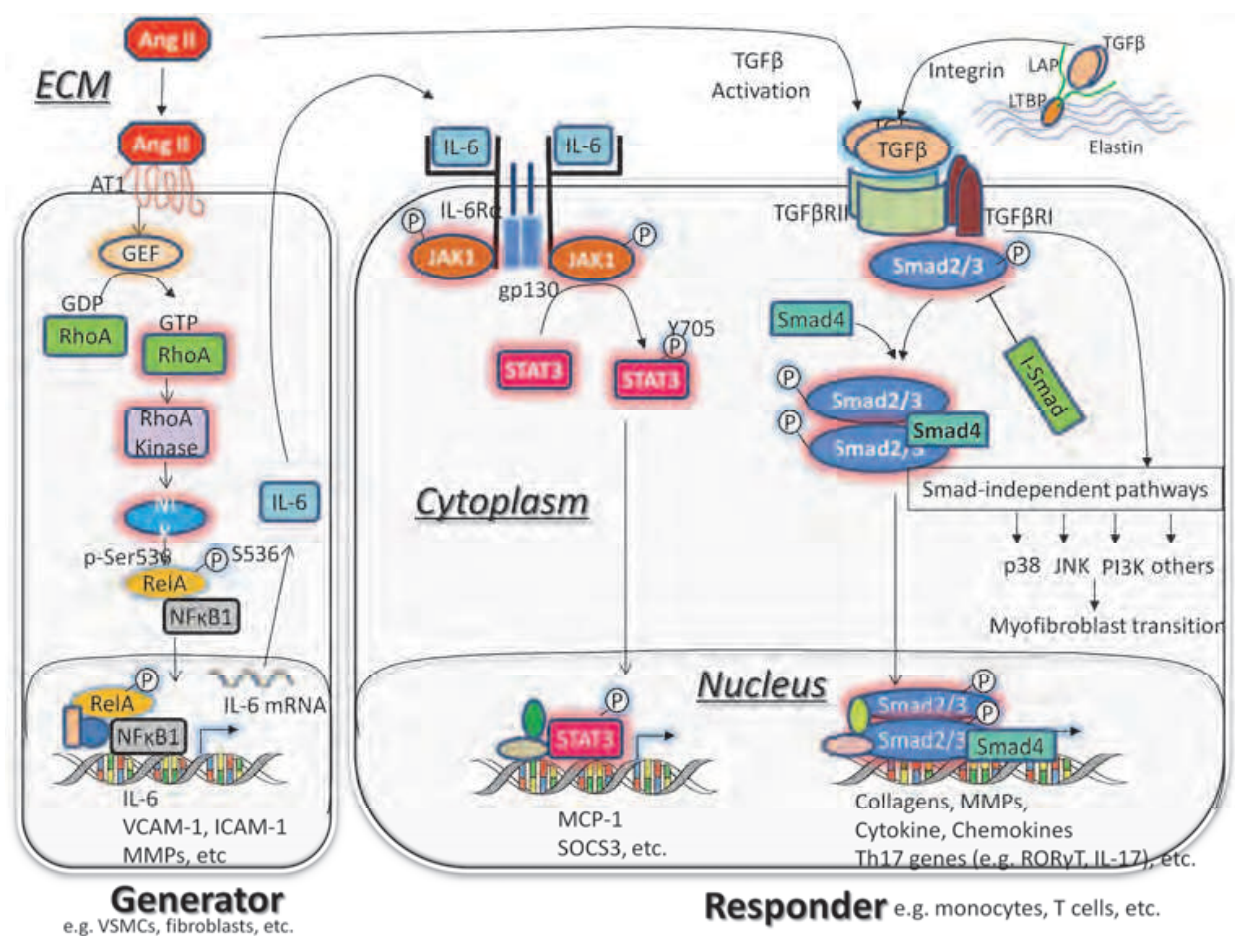 Ang II
ECM
Ang II
AT1
GEF
GDP
RhoA
GTP
RhoA
RhoA
Kinase
p-Ser536
P
S536
RelA
NFκB1
IL-6
P
RelA
NFκB1
IL-6 mRNA
IL-6
VCAM-1, ICAM-1
MMPs, etc
Generator
e.g. VSMCs, fibroblasts, etc.
IL-6
IL-6
IL-6Rα
P
JAK1
P
JAK1
gp130
STAT3
Y705
P
STAT3
Cytoplasm
Nucleus
P
STAT3
MCP-1
SOCS3, etc.
TGFβ
Activation
Integrin
TGFβ
LAP
LTBP
Elastin
TGFβ
TGFβRII
TGFβRI
Smad2/3
P
Smad4
I-Smad
P
Smad2/3
P
Smad2/3
Smad4
Smad-independent pathways
p38 JNK PI3K others
Myofibroblast transition
P
Smad2/3
P
Smad2/3
Smad4
Collagens, MMPs,
Cytokine, Chemokines
Th17 genes (e.g. RORγT, IL-17), etc.
Responder e.g. monocytes, T cells, etc.